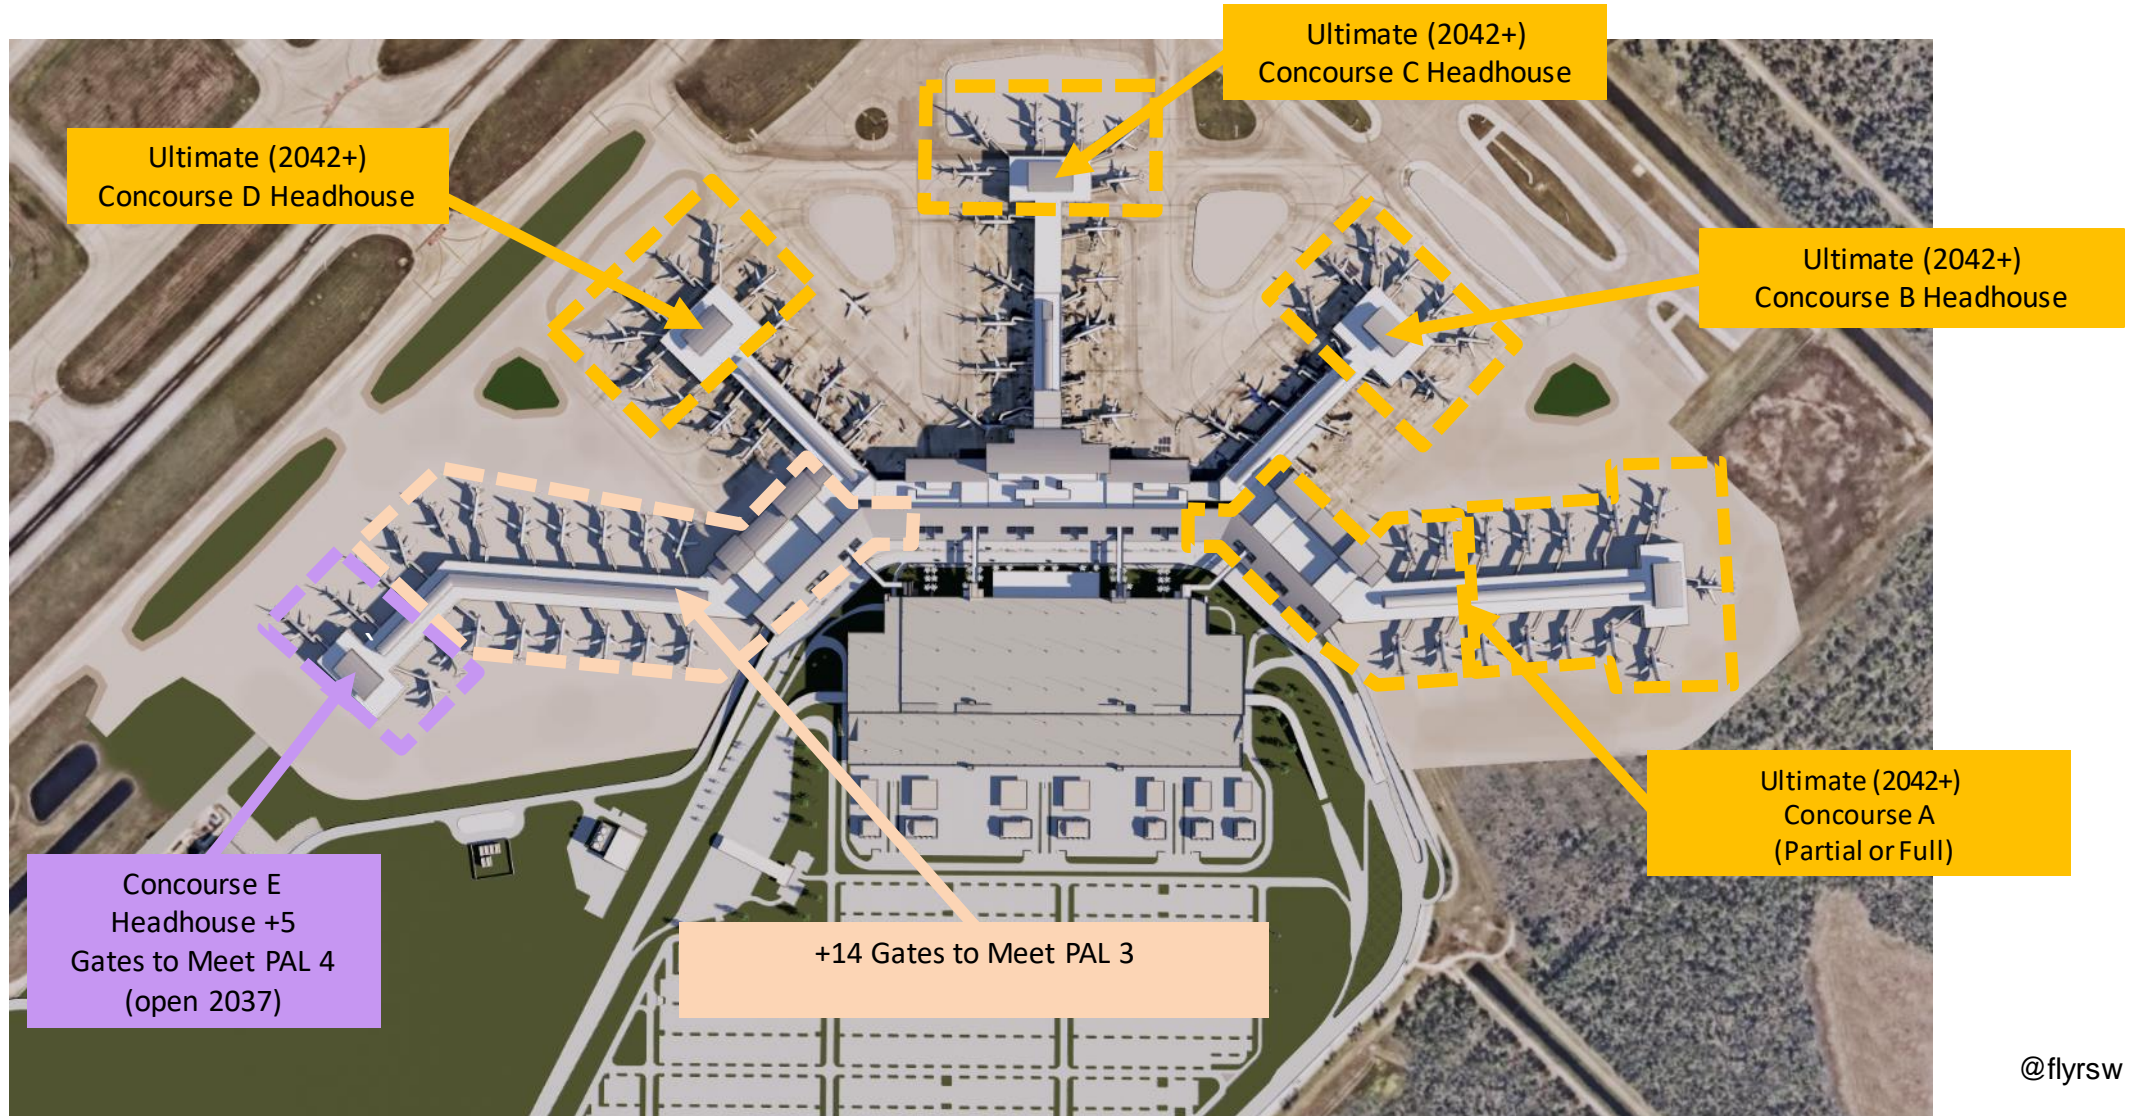 Ultimate (2042+)
Concourse C Headhouse
Ultimate (2042+)
Concourse D Headhouse
Ultimate (2042+)
Concourse B Headhouse
Ultimate (2042+)
Concourse A
(Partial or Full)
Concourse E
Headhouse +5
Gates to Meet PAL 4
(open 2037)
+14 Gates to Meet PAL 3
@flyrsw